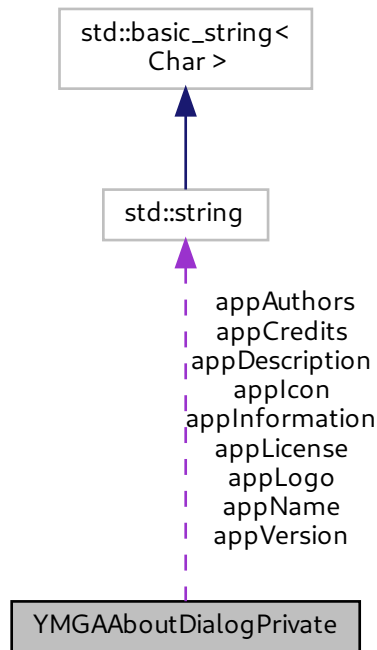 std::basic_string<
Char >
std::string
appAuthors
appCredits
appDescription
appIcon
appInformation
appLicense
appLogo
appName
appVersion
YMGAAboutDialogPrivate